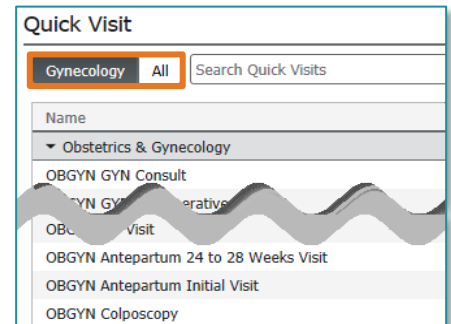 Quick Visit
Gynecology All Search Quick Visits
Name
Obstetrics & Gynecology
OBGYN GYN Consult
Visit
OBGYN Antepartum 24 to 28 Weeks Visit
OBGYN Antepartum Initial Visit
OBGYN Colposcopy